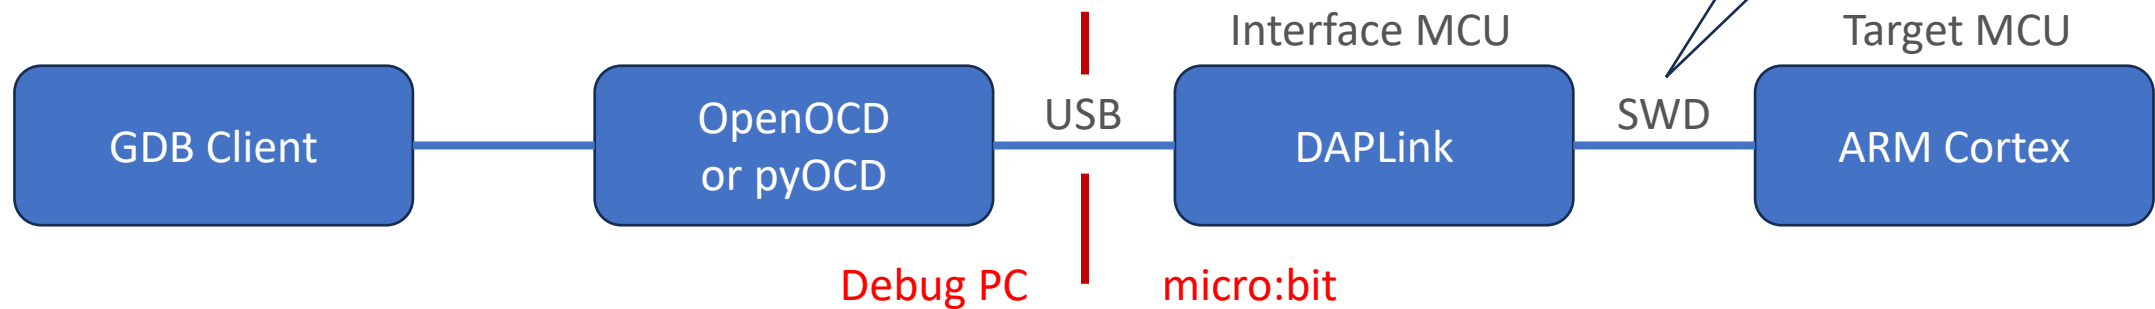 Interface MCU
Target MCU
GDB Client
OpenOCD
or pyOCD
USB
DAPLink
SWD
ARM Cortex
Debug PC
micro:bit